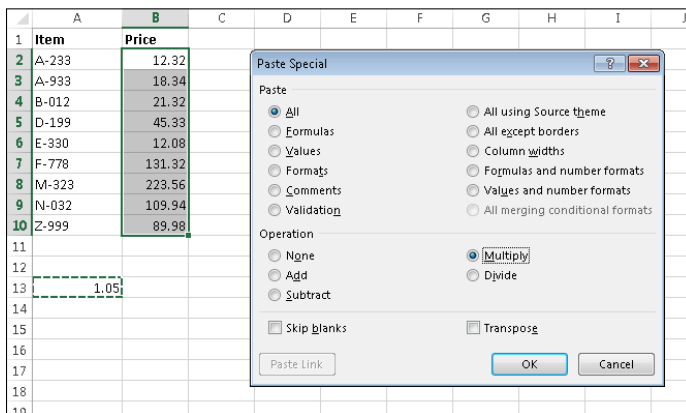 A B C D E F G H I J
1 Item Price
2 A-233 12.32
3 A-933 18.34
4 B-012 21.32
5 D-199 45.33
6 E-330 12.08
7 F-778 131.32
8 M-323 223.56
9 N-032 109.94
10 Z-999 89.98
11
12
13 1.05
14
15
16
17
18
19
Paste Special
Paste
All All using Source theme
Formulas All except borders
Values Column widths
Formats Formulas and number formats
Comments Values and number formats
Validation All merging conditional formats
Operation
None Multiply
Add Divide
Subtract
Skip blanks Transpose
Paste Link OK Cancel